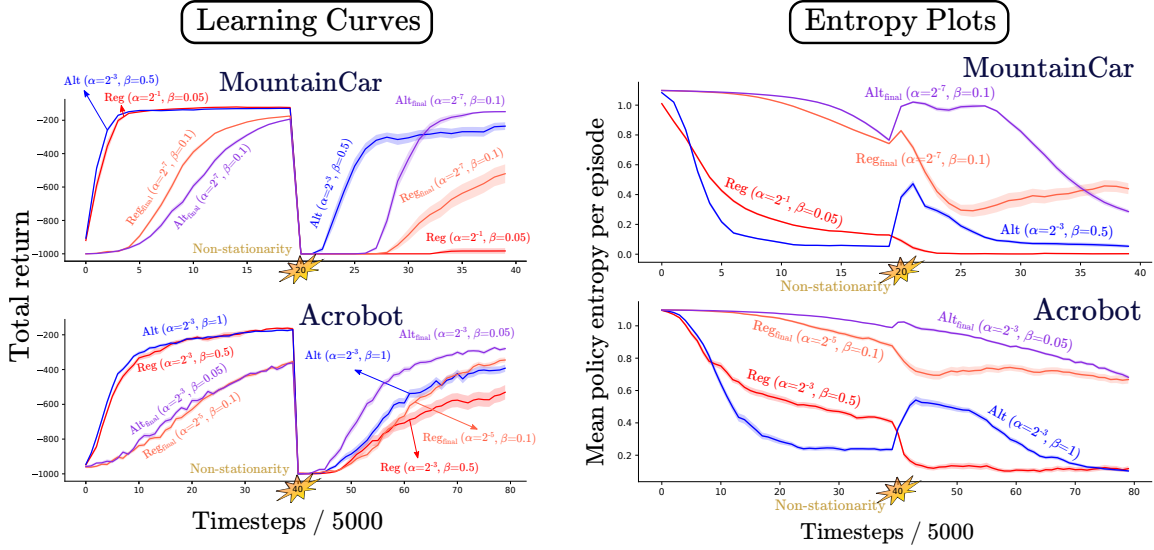 Learning Curves
Entropy Plots
Total return
MountainCar
Alt (α=2⁻³, β=0.5)
Reg (α=2⁻¹, β=0.05)
Reg_final (α=2⁻⁷, β=0.1)
Alt_final (α=2⁻⁷, β=0.1)
Alt (α=2⁻³, β=0.5)
Alt_final (α=2⁻⁷, β=0.1)
Reg_final (α=2⁻⁷, β=0.1)
Reg (α=2⁻¹, β=0.05)
Non-stationarity
−200
−400
−600
−800
−1000
0 5 10 15 20 25 30 35 40
Acrobot
Alt (α=2⁻³, β=1)
Reg (α=2⁻³, β=0.5)
Alt_final (α=2⁻³, β=0.05)
Reg_final (α=2⁻³, β=0.1)
Alt_final (α=2⁻³, β=0.05)
Alt (α=2⁻³, β=1)
Reg_final (α=2⁻⁵, β=0.1)
Reg (α=2⁻³, β=0.5)
Non-stationarity
−200
−400
−600
−800
−1000
0 10 20 30 40 50 60 70 80
Timesteps / 5000
Mean policy entropy per episode
MountainCar
Alt_final (α=2⁻⁷, β=0.1)
Reg_final (α=2⁻⁷, β=0.1)
Reg (α=2⁻¹, β=0.05)
Alt (α=2⁻³, β=0.5)
1.0
0.8
0.6
0.4
0.2
0.0
0 5 10 15 20 25 30 35 40
Non-stationarity
Acrobot
Alt_final (α=2⁻³, β=0.05)
Reg_final (α=2⁻⁵, β=0.1)
Reg (α=2⁻³, β=0.5)
Alt (α=2⁻³, β=1)
1.0
0.8
0.6
0.4
0.2
0 10 20 30 40 50 60 70 80
Non-stationarity
Timesteps / 5000